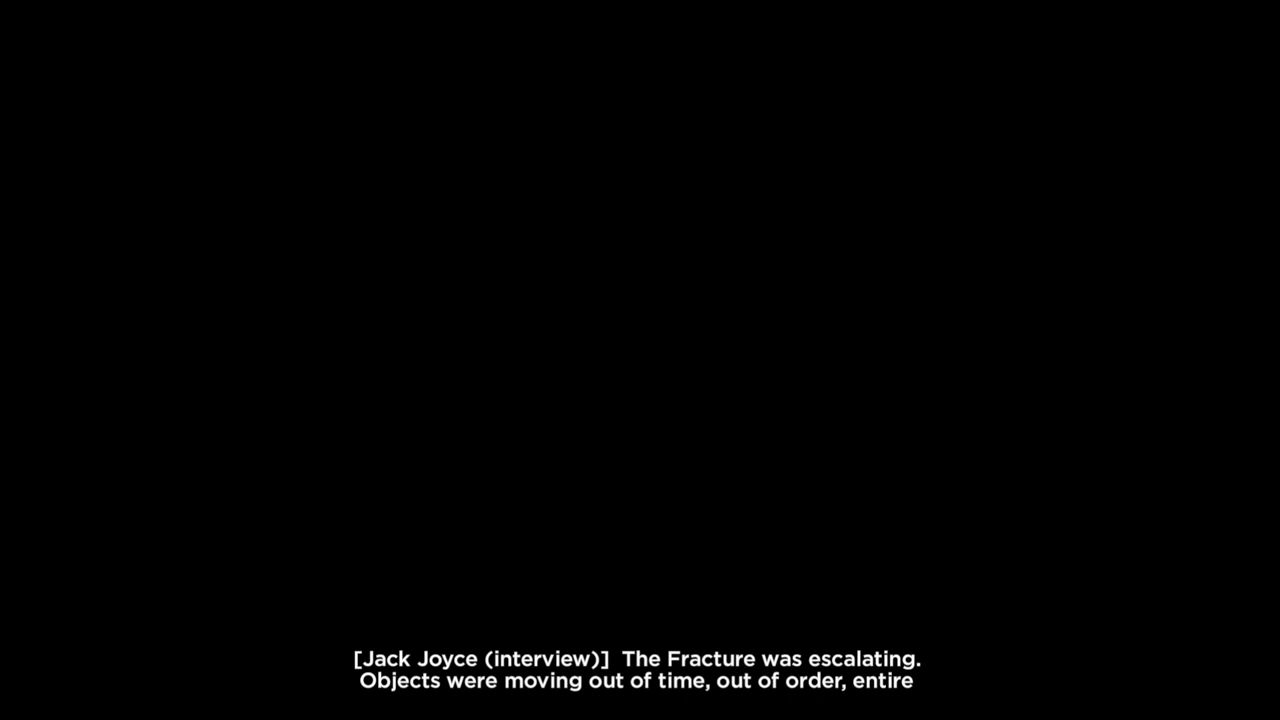 [Jack Joyce (interview)]  The Fracture was escalating.
Objects were moving out of time, out of order, entire